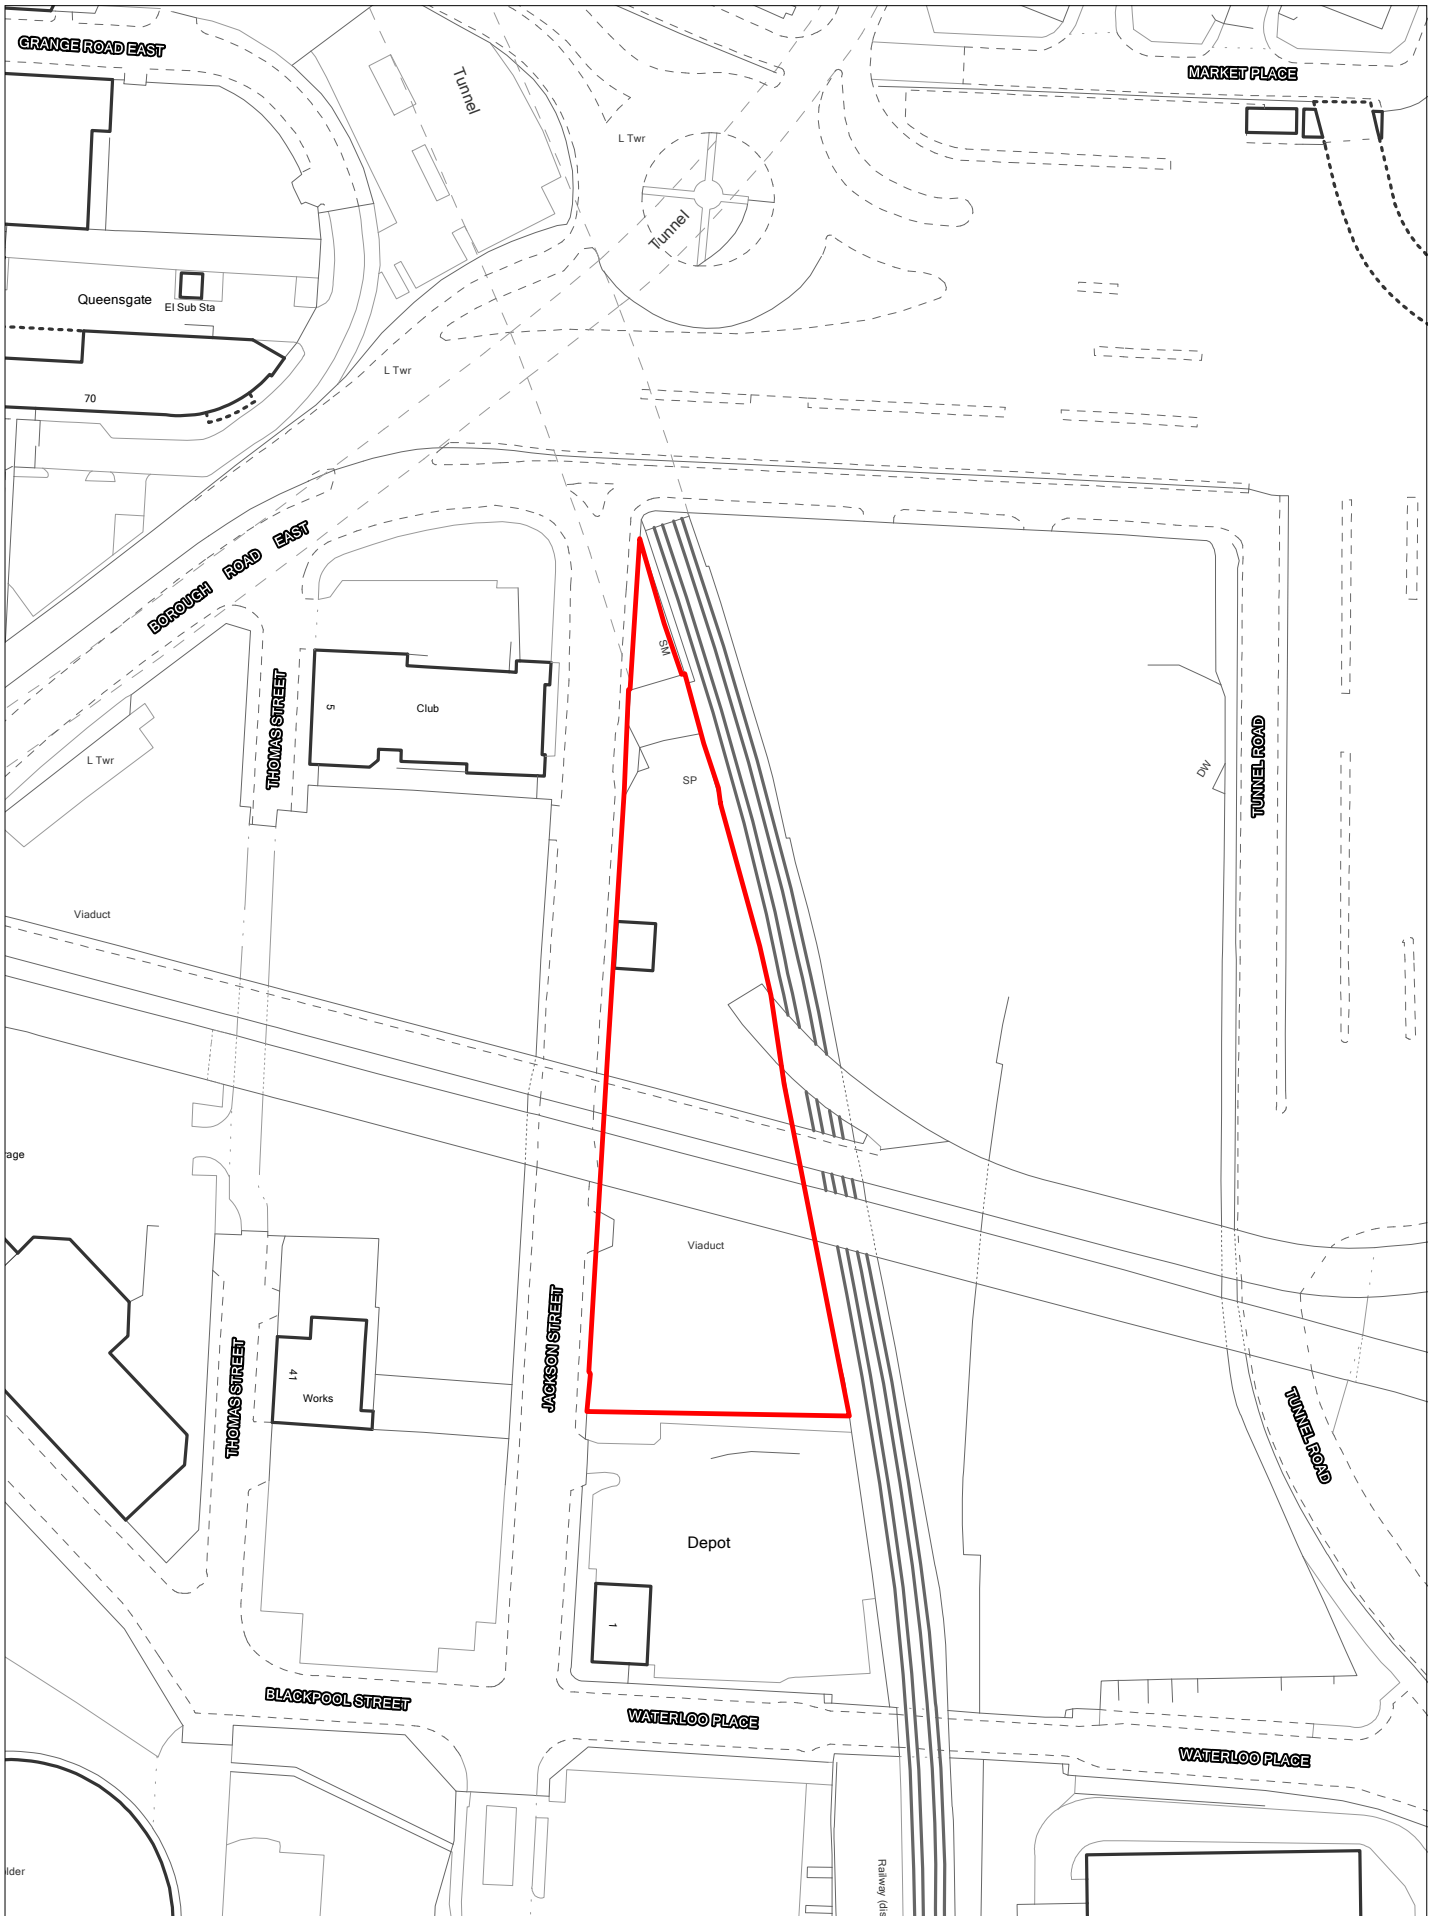 GRANGE ROAD EAST
Tunnel
MARKET PLACE
L Twr
Tunnel
Queensgate
El Sub Sta
L Twr
70
BOROUGH ROAD EAST
SM
THOMAS STREET
5
Club
TUNNEL ROAD
L Twr
SP
DW
Viaduct
rage
Viaduct
JACKSON STREET
THOMAS STREET
41
Works
TUNNEL ROAD
Depot
1
BLACKPOOL STREET
WATERLOO PLACE
WATERLOO PLACE
lder
Railway (dis